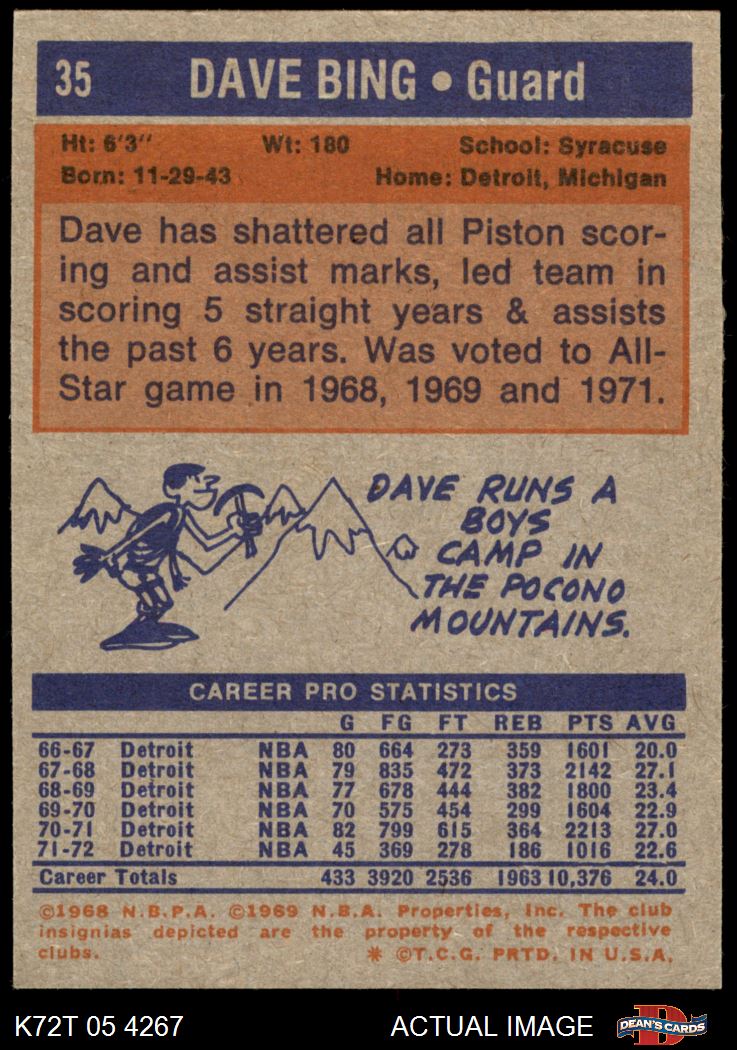 35 DAVE BING • Guard
Ht: 6'3" Wt: 180 School: Syracuse
Born: 11-29-43 Home: Detroit, Michigan
Dave has shattered all Piston scor-
ing and assist marks, led team in
scoring 5 straight years & assists
the past 6 years. Was voted to All-
Star game in 1968, 1969 and 1971.
DAVE RUNS A
BOYS
CAMP IN
THE POCONO
MOUNTAINS.
CAREER PRO STATISTICS
G FG FT REB PTS AVG
66-67 Detroit NBA 80 664 273 359 1601 20.0
67-68 Detroit NBA 79 835 472 373 2142 27.1
68-69 Detroit NBA 77 678 444 382 1800 23.4
69-70 Detroit NBA 70 575 454 299 1604 22.9
70-71 Detroit NBA 82 799 615 364 2213 27.0
71-72 Detroit NBA 45 369 278 186 1016 22.6
Career Totals 433 3920 2536 1963 10,376 24.0
©1968 N.B.P.A. ©1969 N.B.A. Properties, Inc. The club
insignias depicted are the property of the respective
clubs. * ©T.C.G. PRTD. IN U.S.A.
K72T 05 4267 ACTUAL IMAGE D DEAN'S CARDS